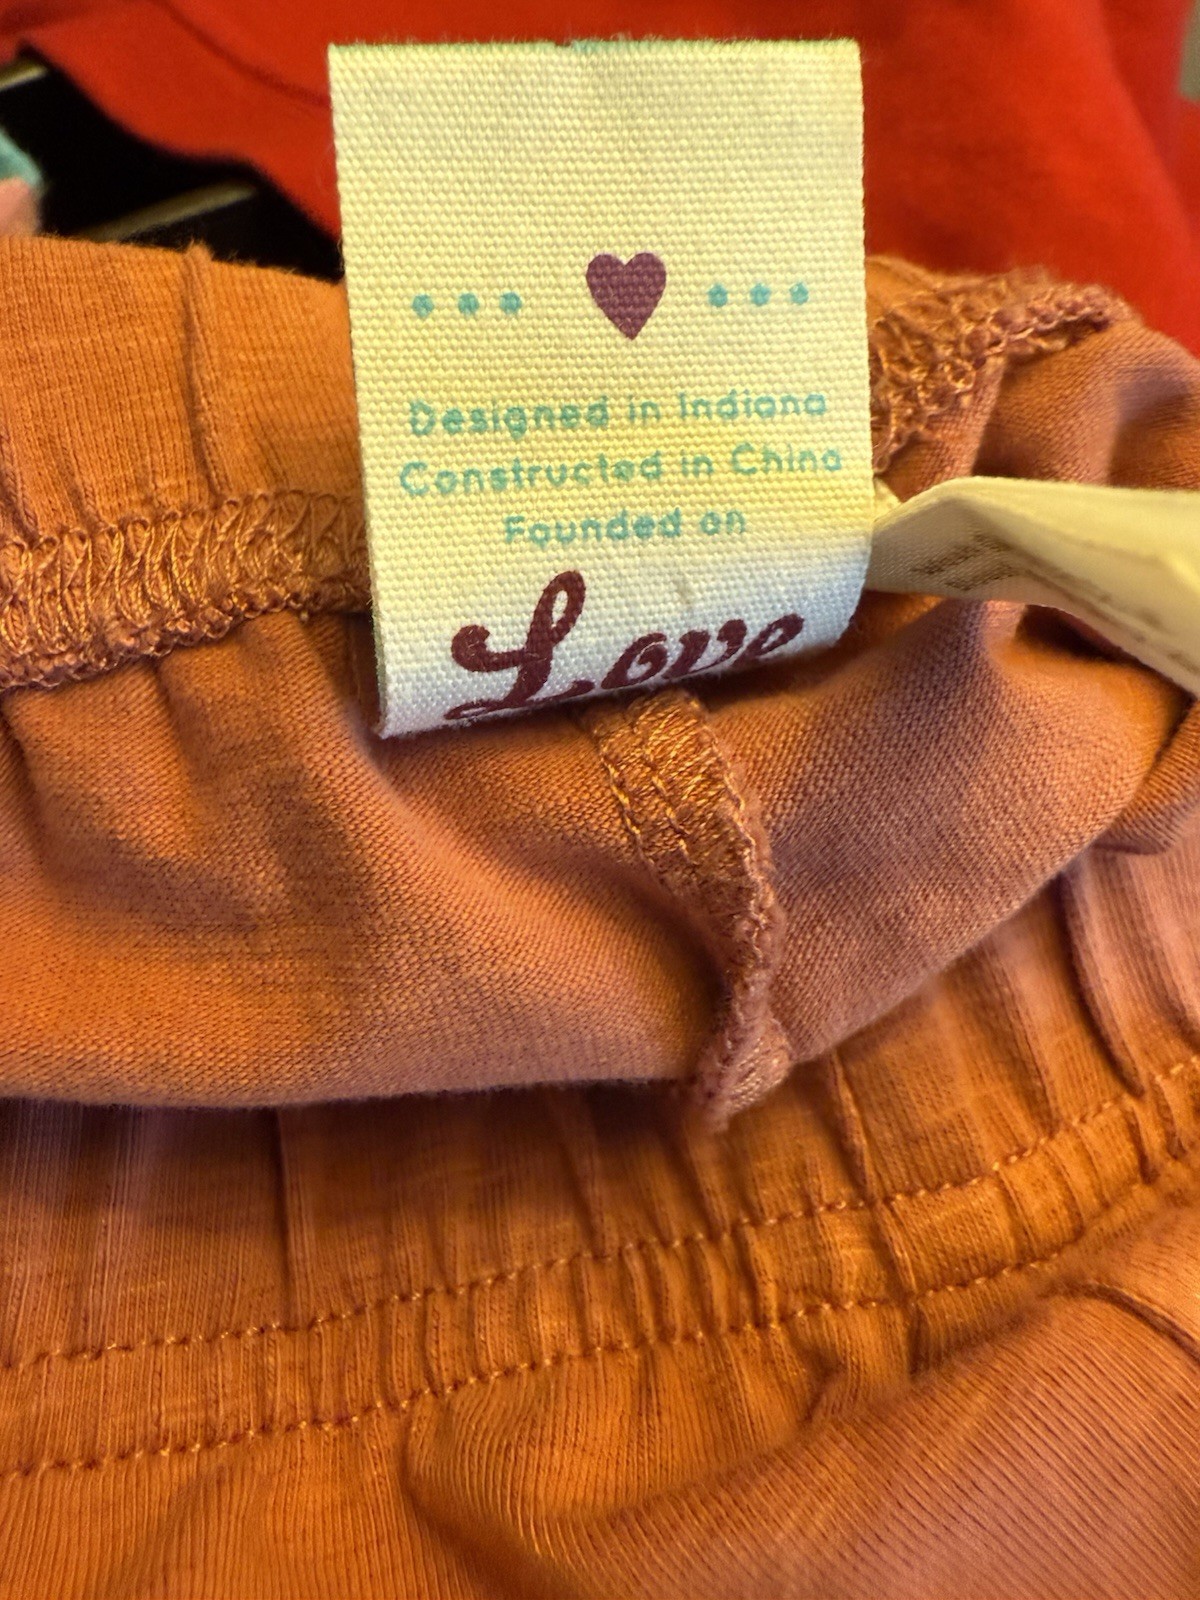 Designed in Indiana
Constructed in China
Founded on
Love